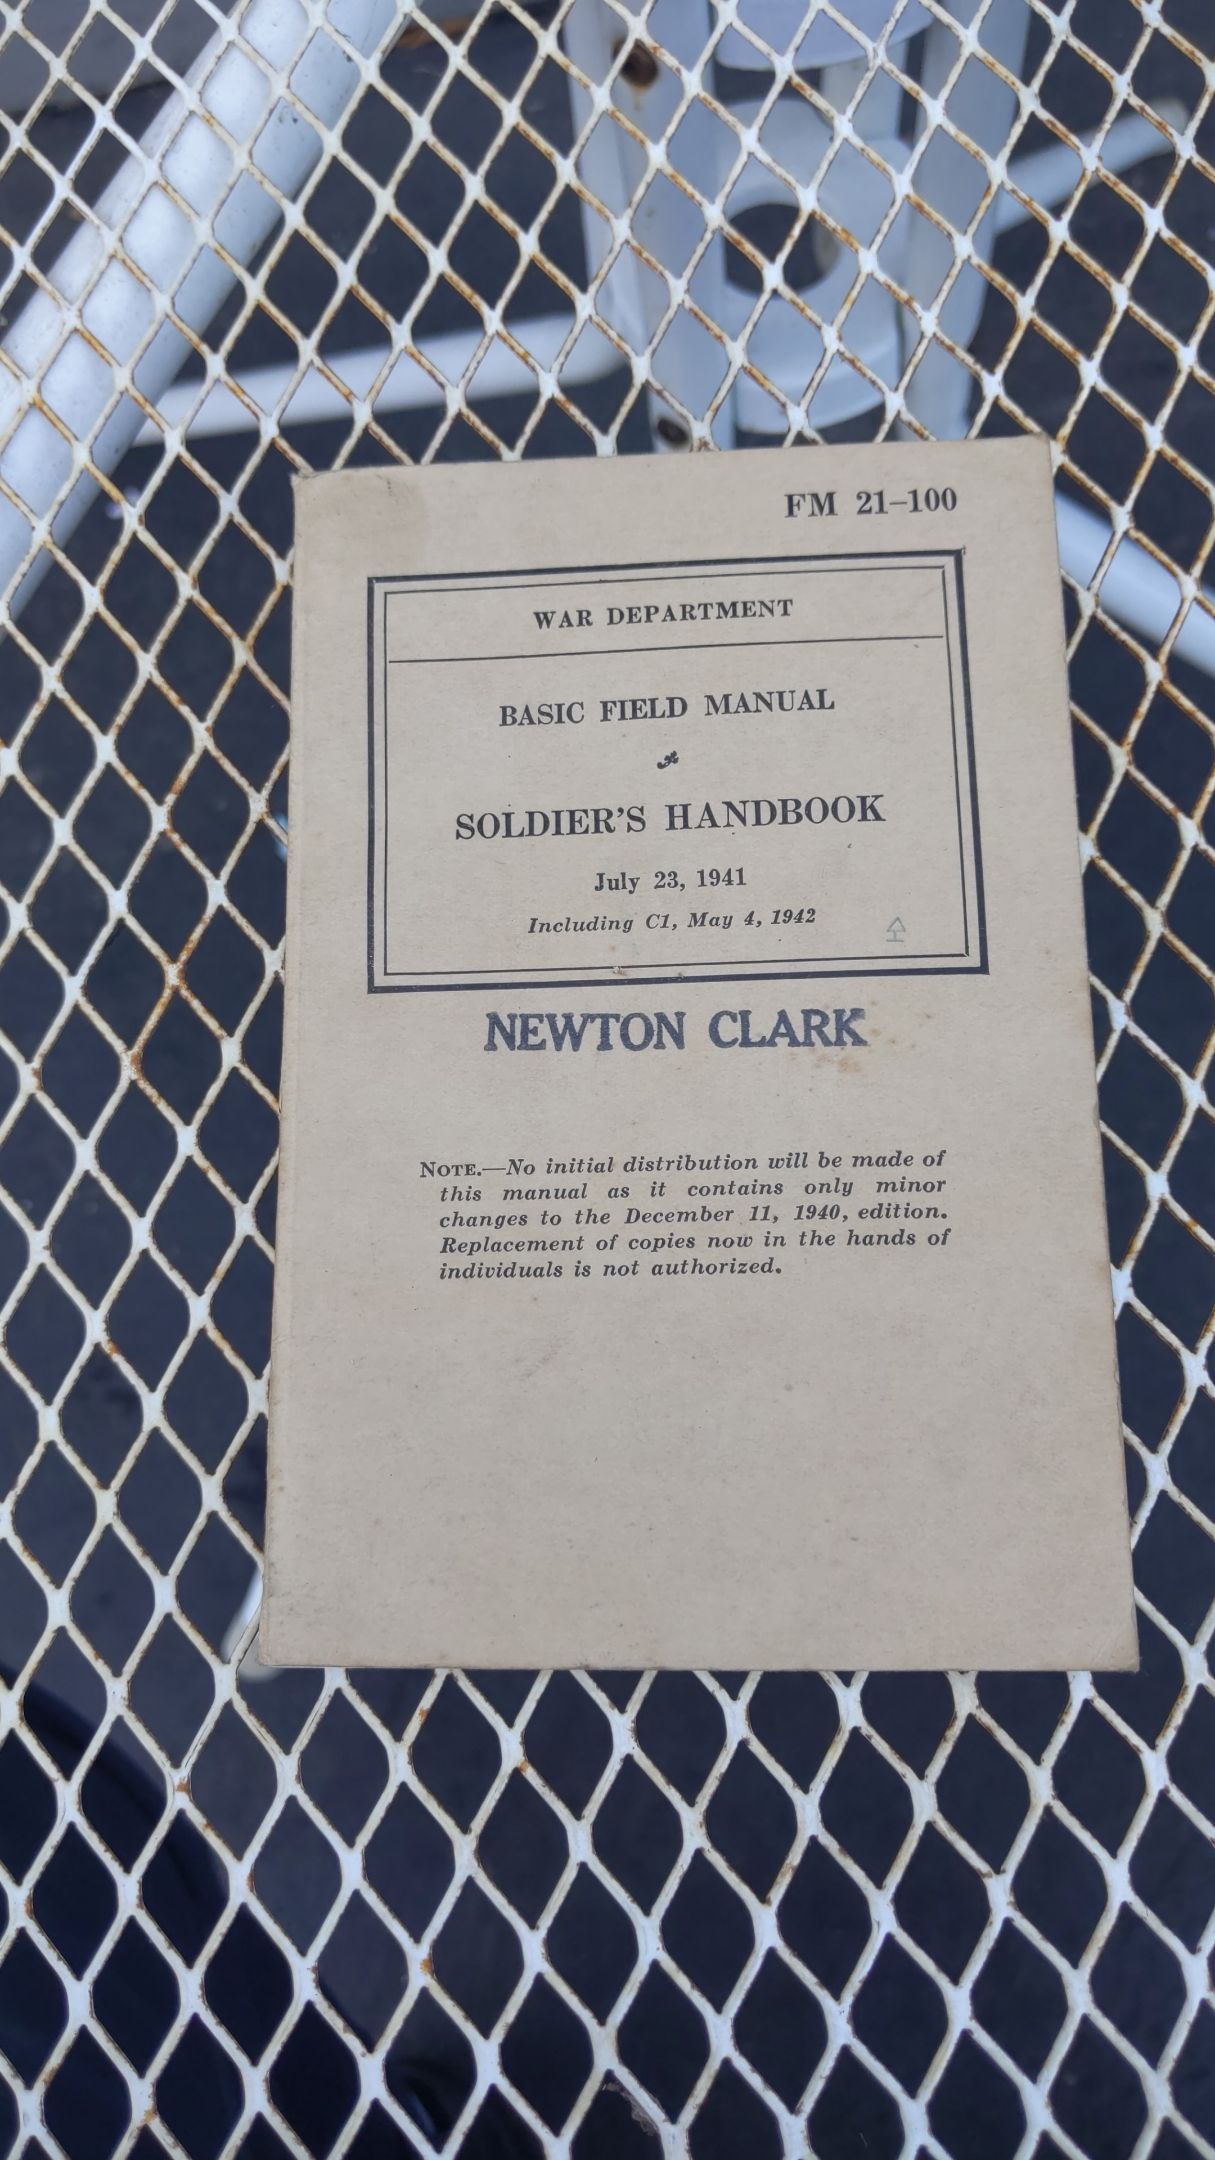 FM 21–100
WAR DEPARTMENT
BASIC FIELD MANUAL
SOLDIER'S HANDBOOK
July 23, 1941
Including C1, May 4, 1942
NEWTON CLARK
NOTE.—No initial distribution will be made of
this manual as it contains only minor
changes to the December 11, 1940, edition.
Replacement of copies now in the hands of
individuals is not authorized.